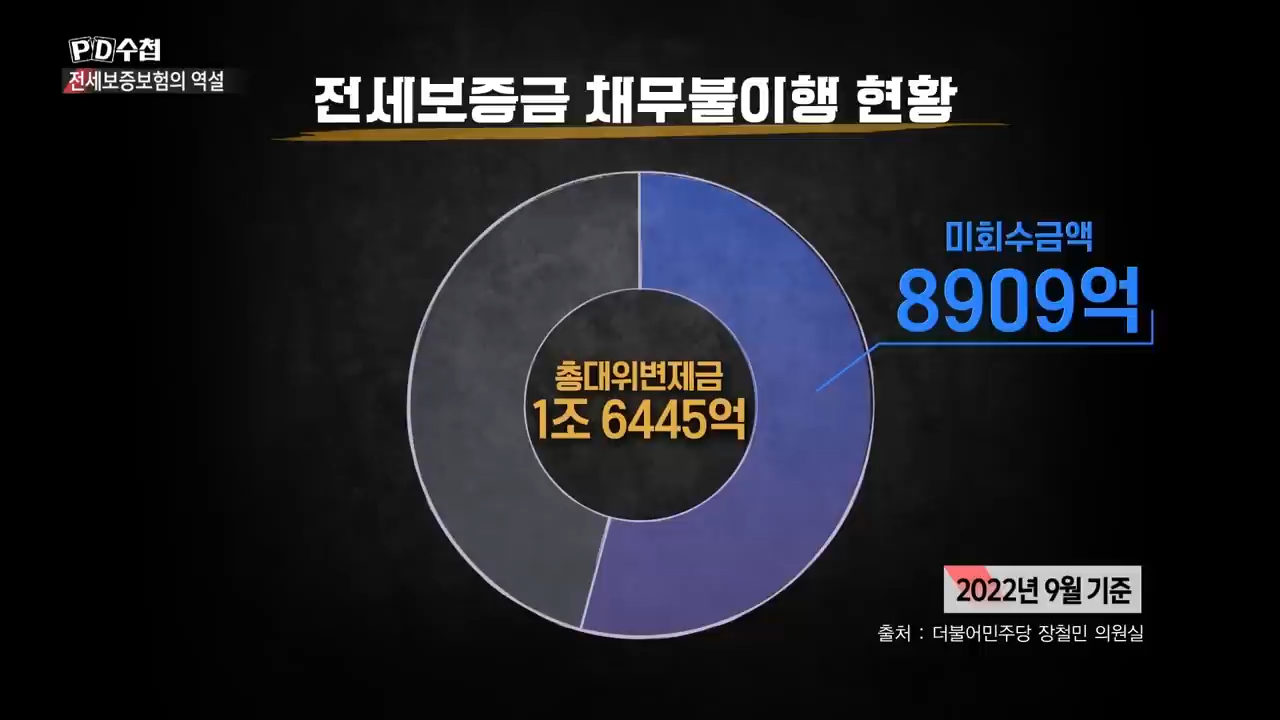 PD수첩
전세보증보험의 역설
전세보증금 채무불이행 현황
미회수금액
8909억
총대위변제금
1조 6445억
2022년 9월 기준
출처 : 더불어민주당 장철민 의원실